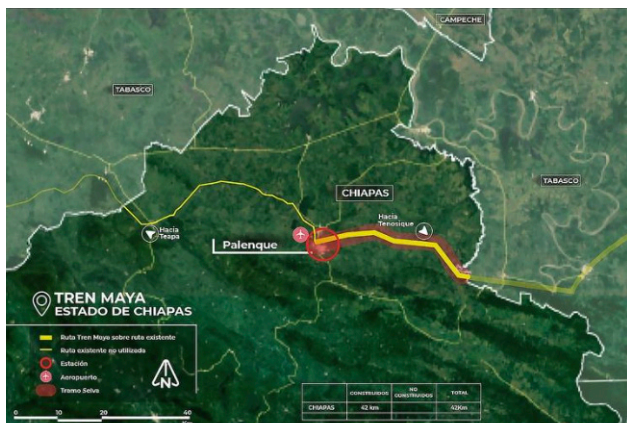 CAMPECHE
TABASCO
CHIAPAS
TABASCO
Hacia
Tenosique
Hacia
Teapa
Palenque
TREN MAYA
ESTADO DE CHIAPAS
Ruta Tren Maya sobre ruta existente
Ruta existente no utilizada
Estación
Aeropuerto
Tramo Selva
N
0 10 20 40
CONSTRUIDOS NO CONSTRUIDOS TOTAL
CHIAPAS 42 kms 42Km